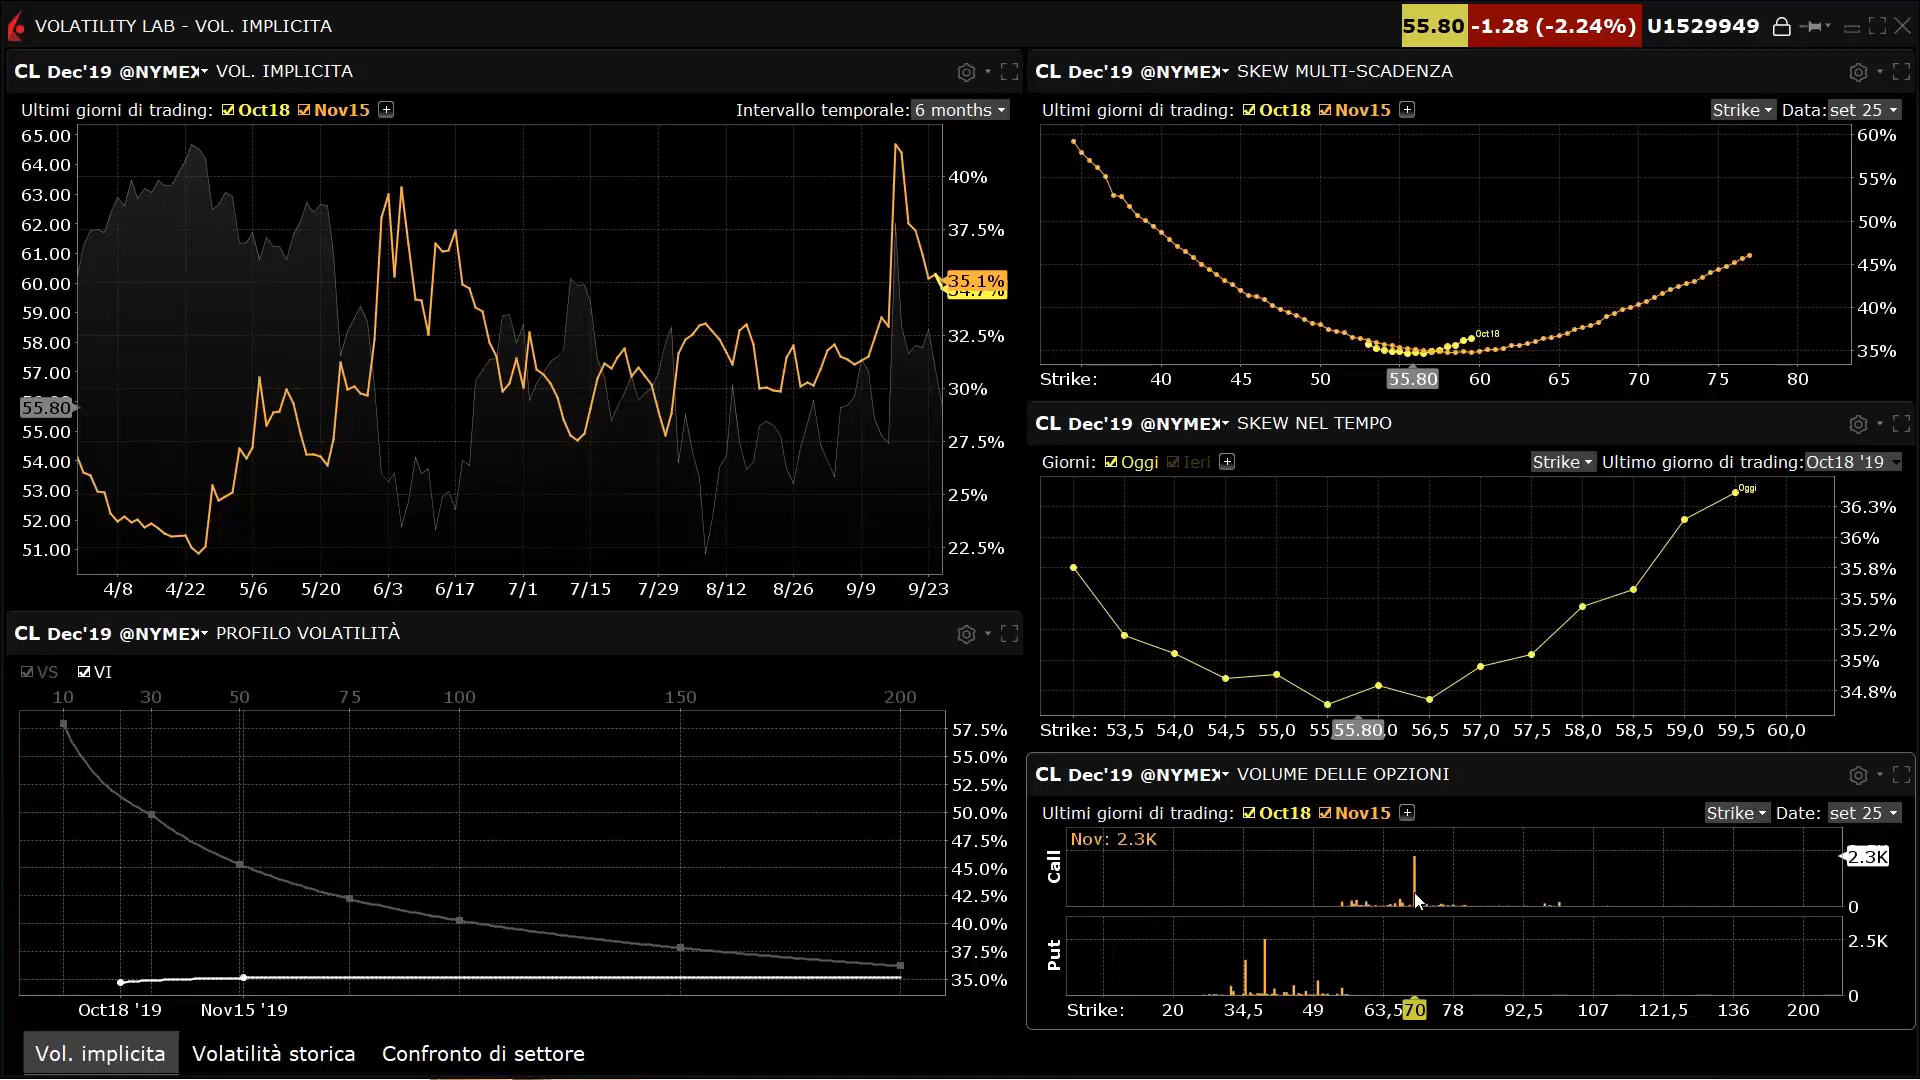 VOLATILITY LAB - VOL. IMPLICITA
55.80 -1.28 (-2.24%) U1529949
CL Dec'19 @NYMEX VOL. IMPLICITA
Ultimi giorni di trading: Oct18 Nov15 +
Intervallo temporale: 6 months
65.00
64.00
63.00
62.00
61.00
60.00
59.00
58.00
57.00
55.80
55.00
54.00
53.00
52.00
51.00
40%
37.5%
35.1%
34.7%
32.5%
30%
27.5%
25%
22.5%
4/8 4/22 5/6 5/20 6/3 6/17 7/1 7/15 7/29 8/12 8/26 9/9 9/23
CL Dec'19 @NYMEX PROFILO VOLATILITÀ
VS VI
10 30 50 75 100 150 200
57.5%
55.0%
52.5%
50.0%
47.5%
45.0%
42.5%
40.0%
37.5%
35.0%
Oct18 '19 Nov15 '19
CL Dec'19 @NYMEX SKEW MULTI-SCADENZA
Ultimi giorni di trading: Oct18 Nov15 +
Strike Data: set 25
60%
55%
50%
45%
40%
35%
Oct18
Strike: 40 45 50 55.80 60 65 70 75 80
CL Dec'19 @NYMEX SKEW NEL TEMPO
Giorni: Oggi Ieri +
Strike Ultimo giorno di trading: Oct18 '19
Oggi
36.3%
36%
35.8%
35.5%
35.2%
35%
34.8%
Strike: 53,5 54,0 54,5 55,0 55 55.80 0 56,5 57,0 57,5 58,0 58,5 59,0 59,5 60,0
CL Dec'19 @NYMEX VOLUME DELLE OPZIONI
Ultimi giorni di trading: Oct18 Nov15 +
Strike Date: set 25
Call
Nov: 2.3K
2.3K
0
Put
2.5K
0
Strike: 20 34,5 49 63,5 70 78 92,5 107 121,5 136 200
Vol. implicita Volatilità storica Confronto di settore